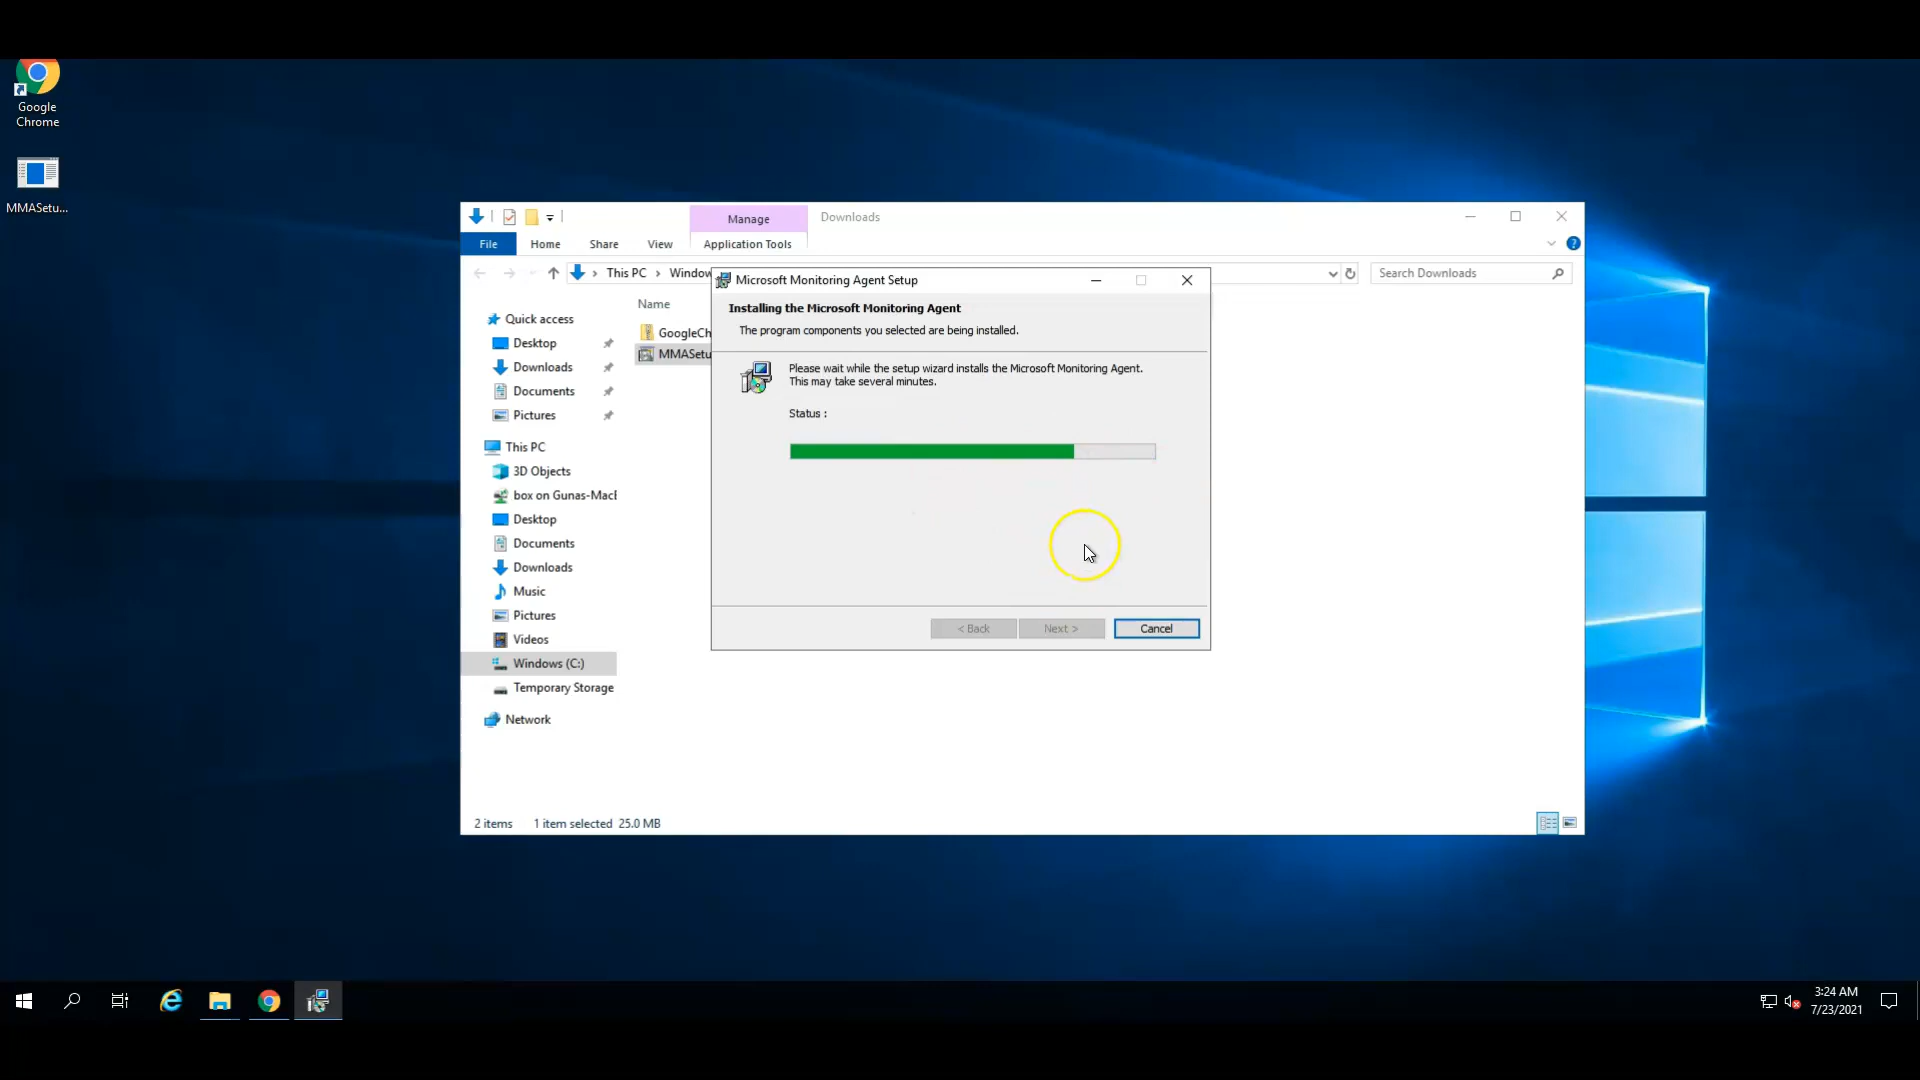 Google
Chrome
MMASetu...
Manage
Downloads
File
Home
Share
View
Application Tools
This PC
Window
Search Downloads
Microsoft Monitoring Agent Setup
Installing the Microsoft Monitoring Agent
The program components you selected are being installed.
Please wait while the setup wizard installs the Microsoft Monitoring Agent.
This may take several minutes.
Status :
< Back
Next >
Cancel
Name
GoogleCh
MMASetu
Quick access
Desktop
Downloads
Documents
Pictures
This PC
3D Objects
box on Gunas-MacB
Desktop
Documents
Downloads
Music
Pictures
Videos
Windows (C:)
Temporary Storage
Network
2 items
1 item selected 25.0 MB
3:24 AM
7/23/2021